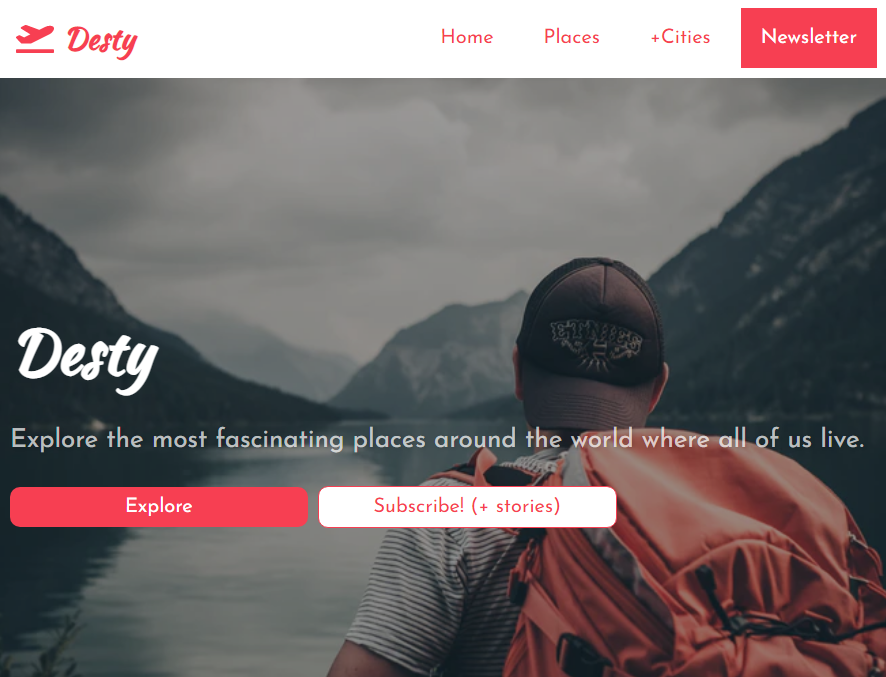 Desty
Home Places +Cities Newsletter
ETNIES
Desty
Explore the most fascinating places around the world where all of us live.
Explore Subscribe! (+ stories)